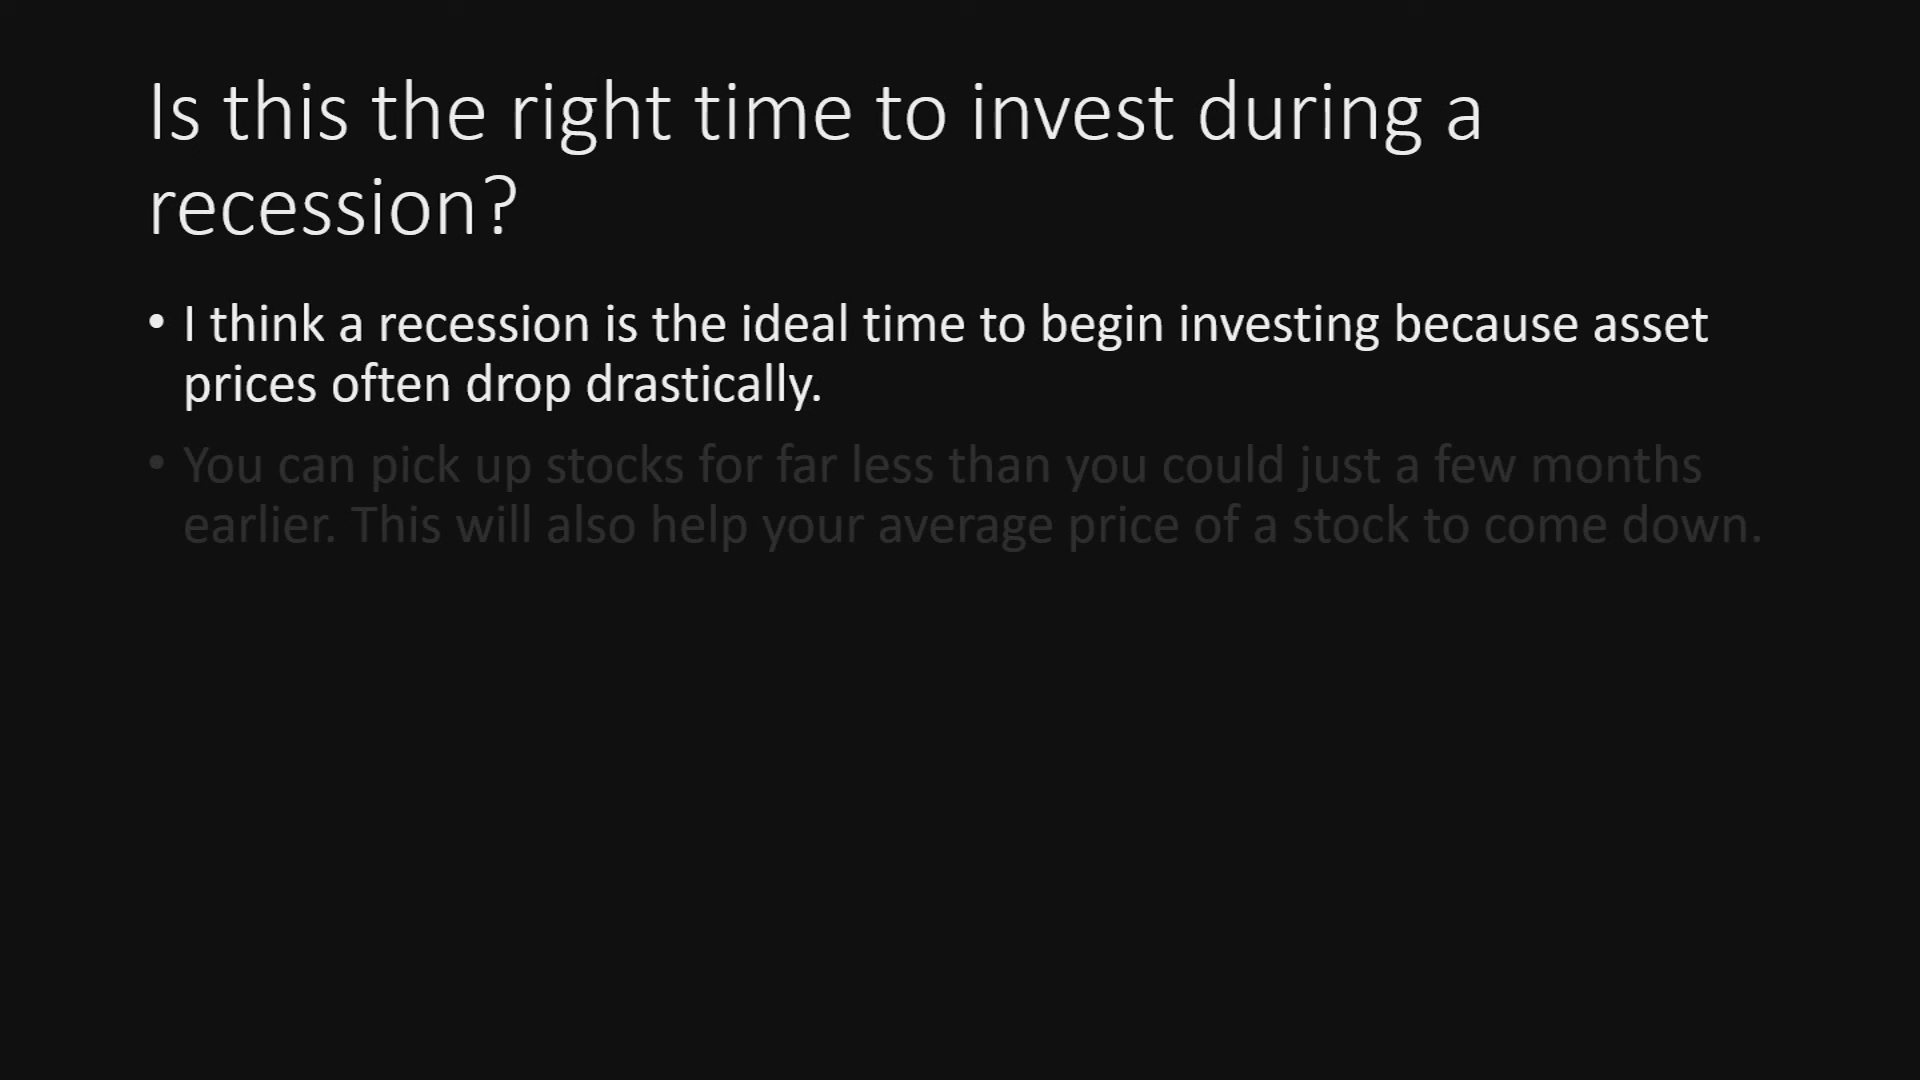 Is this the right time to invest during a
recession?
• I think a recession is the ideal time to begin investing because asset
prices often drop drastically.
• You can pick up stocks for far less than you could just a few months
earlier. This will also help your average price of a stock to come down.